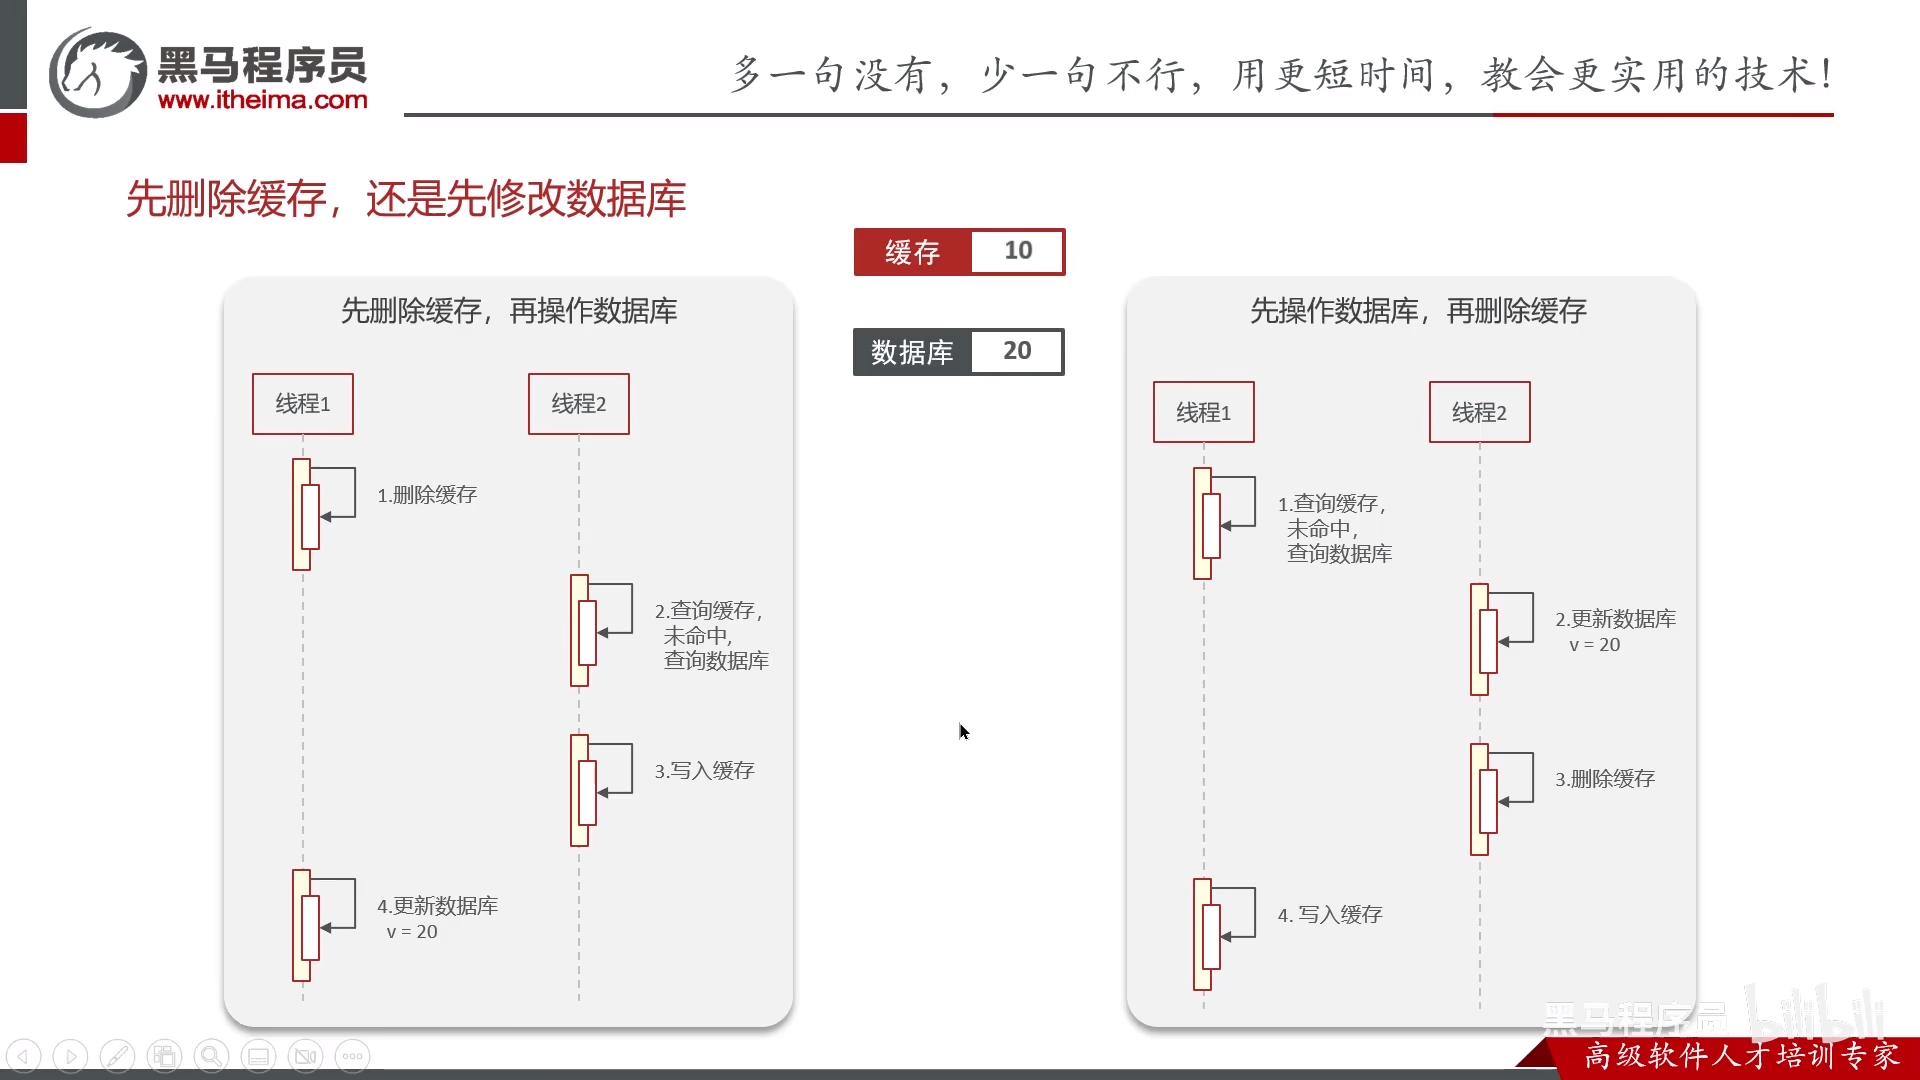 黑马程序员
www.itheima.com
多一句没有，少一句不行，用更短时间，教会更实用的技术！
先删除缓存，还是先修改数据库
缓存 10
数据库 20
先删除缓存，再操作数据库
线程1
线程2
1.删除缓存
2.查询缓存，
未命中，
查询数据库
3.写入缓存
4.更新数据库
v = 20
先操作数据库，再删除缓存
线程1
线程2
1.查询缓存，
未命中，
查询数据库
2.更新数据库
v = 20
3.删除缓存
4. 写入缓存
黑马程序员 bilibili
高级软件人才培训专家